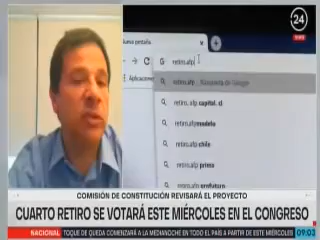 24
nueva pestaña
retiro.afp
Aplicaciones
retiro.afp - Búsqueda de Google
retiro.afp.capital.cl
retiro.afp modelo
retiro.afp chile
retiro.afp primo
COMISIÓN DE CONSTITUCIÓN REVISARÁ EL PROYECTO
CUARTO RETIRO SE VOTARÁ ESTE MIÉRCOLES EN EL CONGRESO
NACIONAL TOQUE DE QUEDA COMENZARÁ A LA MEDIANOCHE EN TODO EL PAÍS A PARTIR DE ESTE MIÉRCOLES 09:03